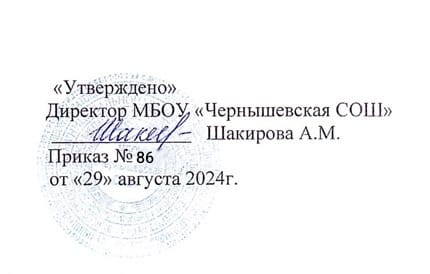 «Утверждено»
Директор МБОУ «Чернышевская СОШ»
Шакирова А.М.
Приказ № 86
от «29» августа 2024г.